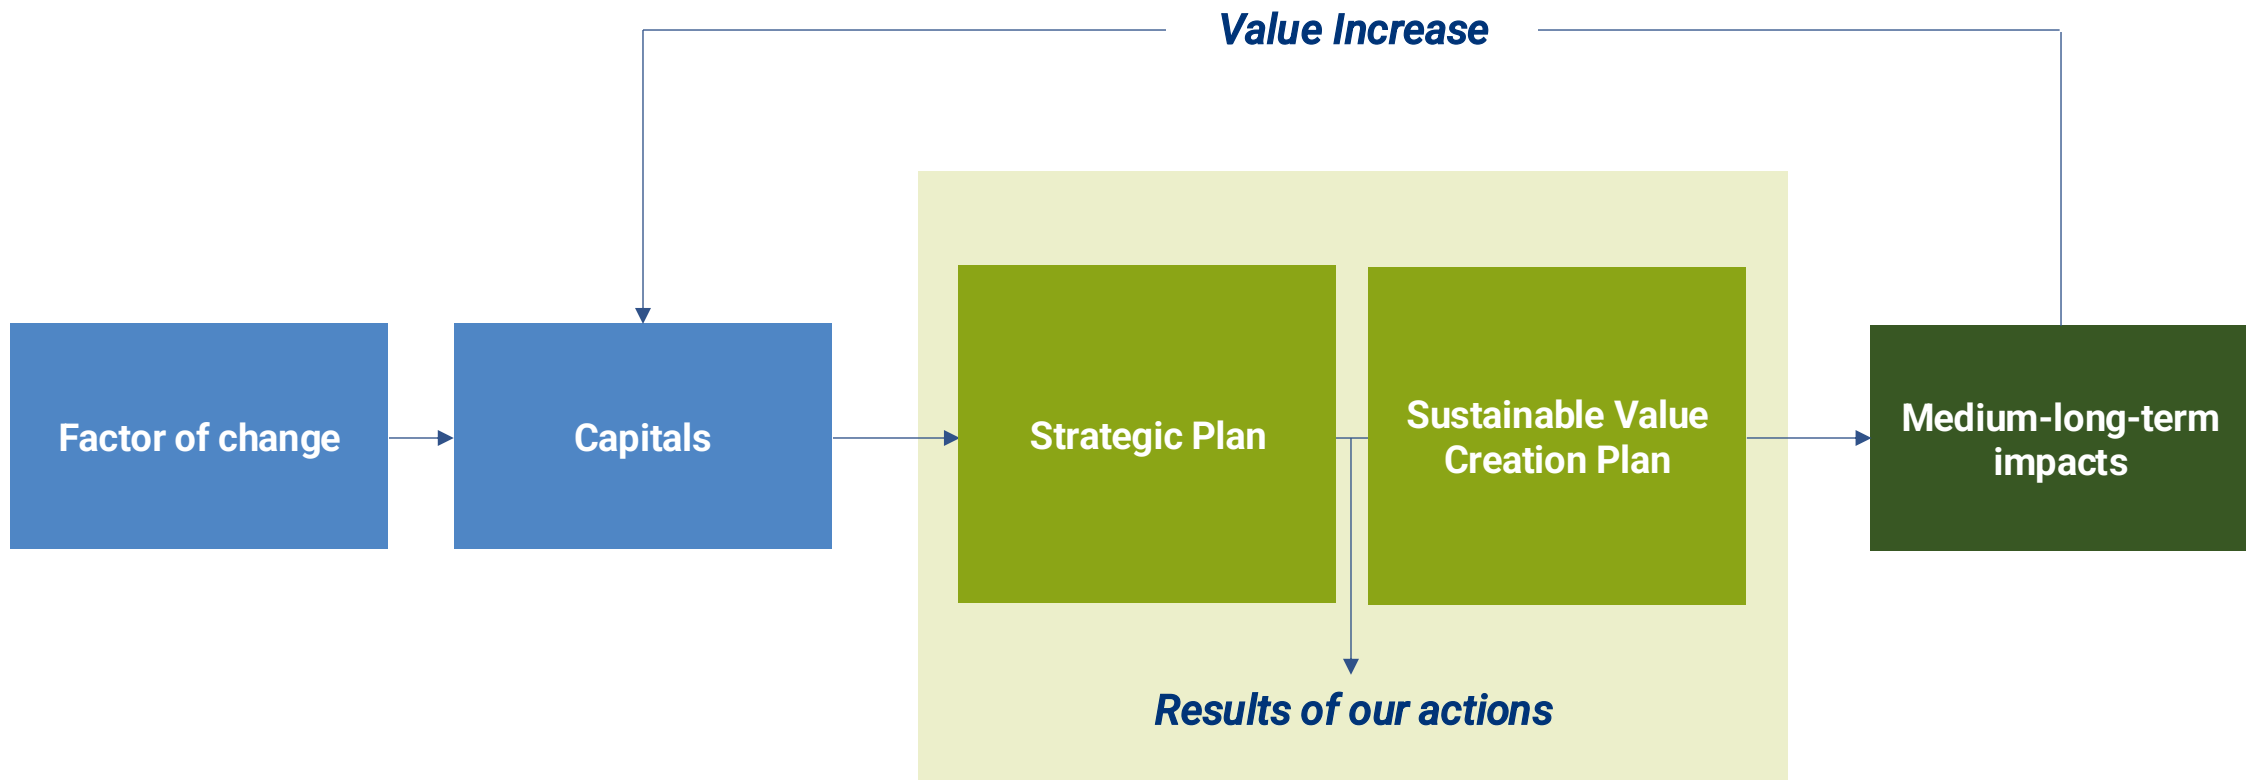 Value Increase
Factor of change
Capitals
Strategic Plan
Sustainable Value
Creation Plan
Medium-long-term
impacts
Results of our actions